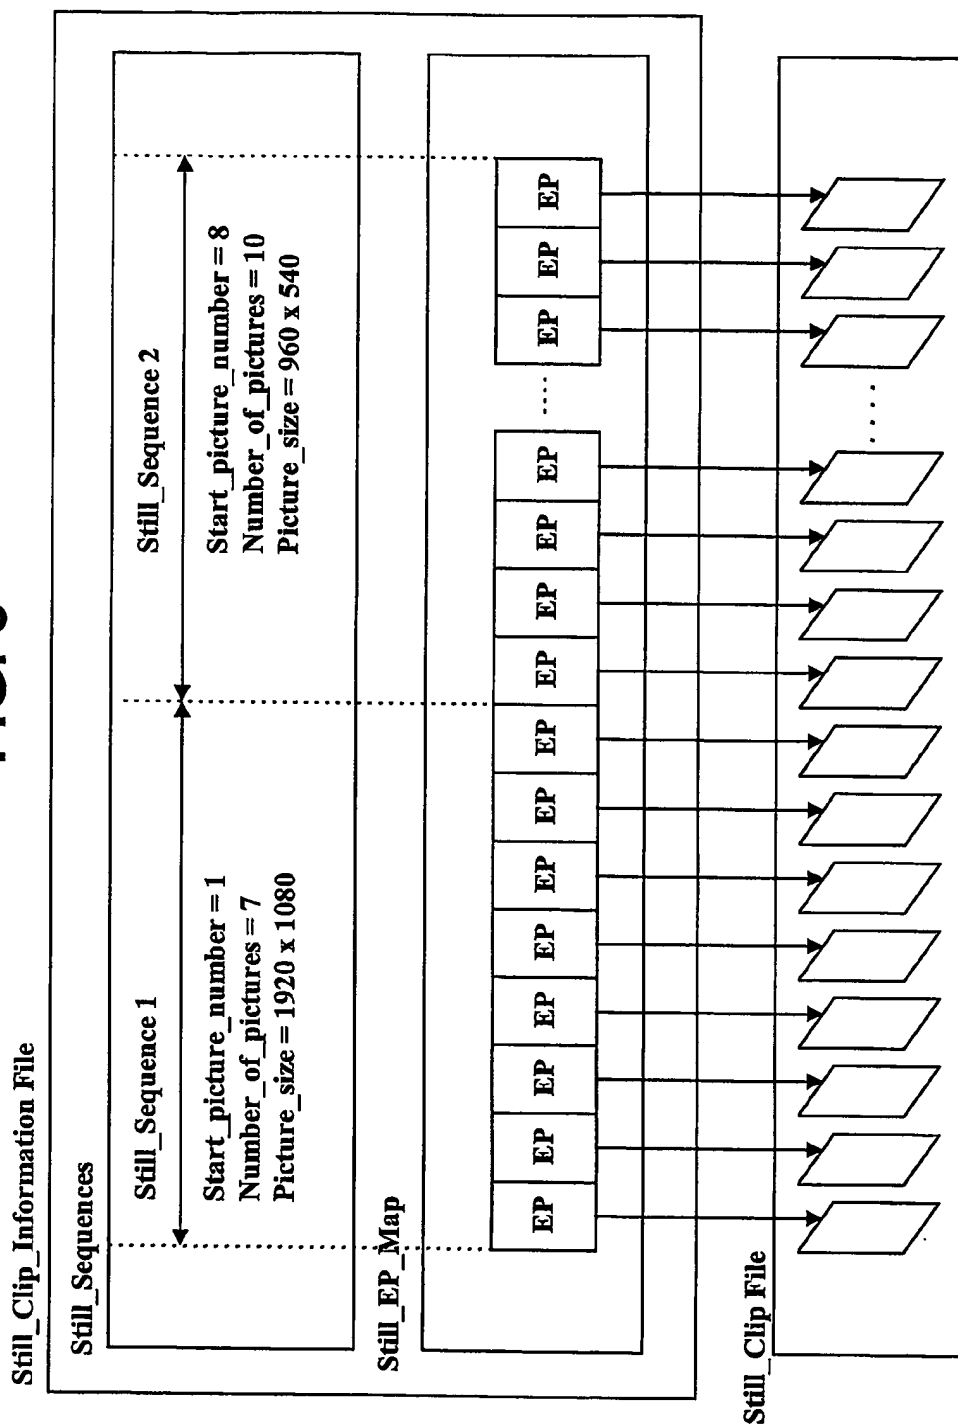 Still_Clip_Information File
Still_Sequences
Still_Sequence 1
Start_picture_number = 1
Number_of_pictures = 7
Picture_size = 1920 x 1080
Still_Sequence 2
Start_picture_number = 8
Number_of_pictures = 10
Picture_size = 960 x 540
Still_EP_Map
EP EP EP EP EP EP EP EP EP EP EP EP ..... EP EP EP
Still_Clip File